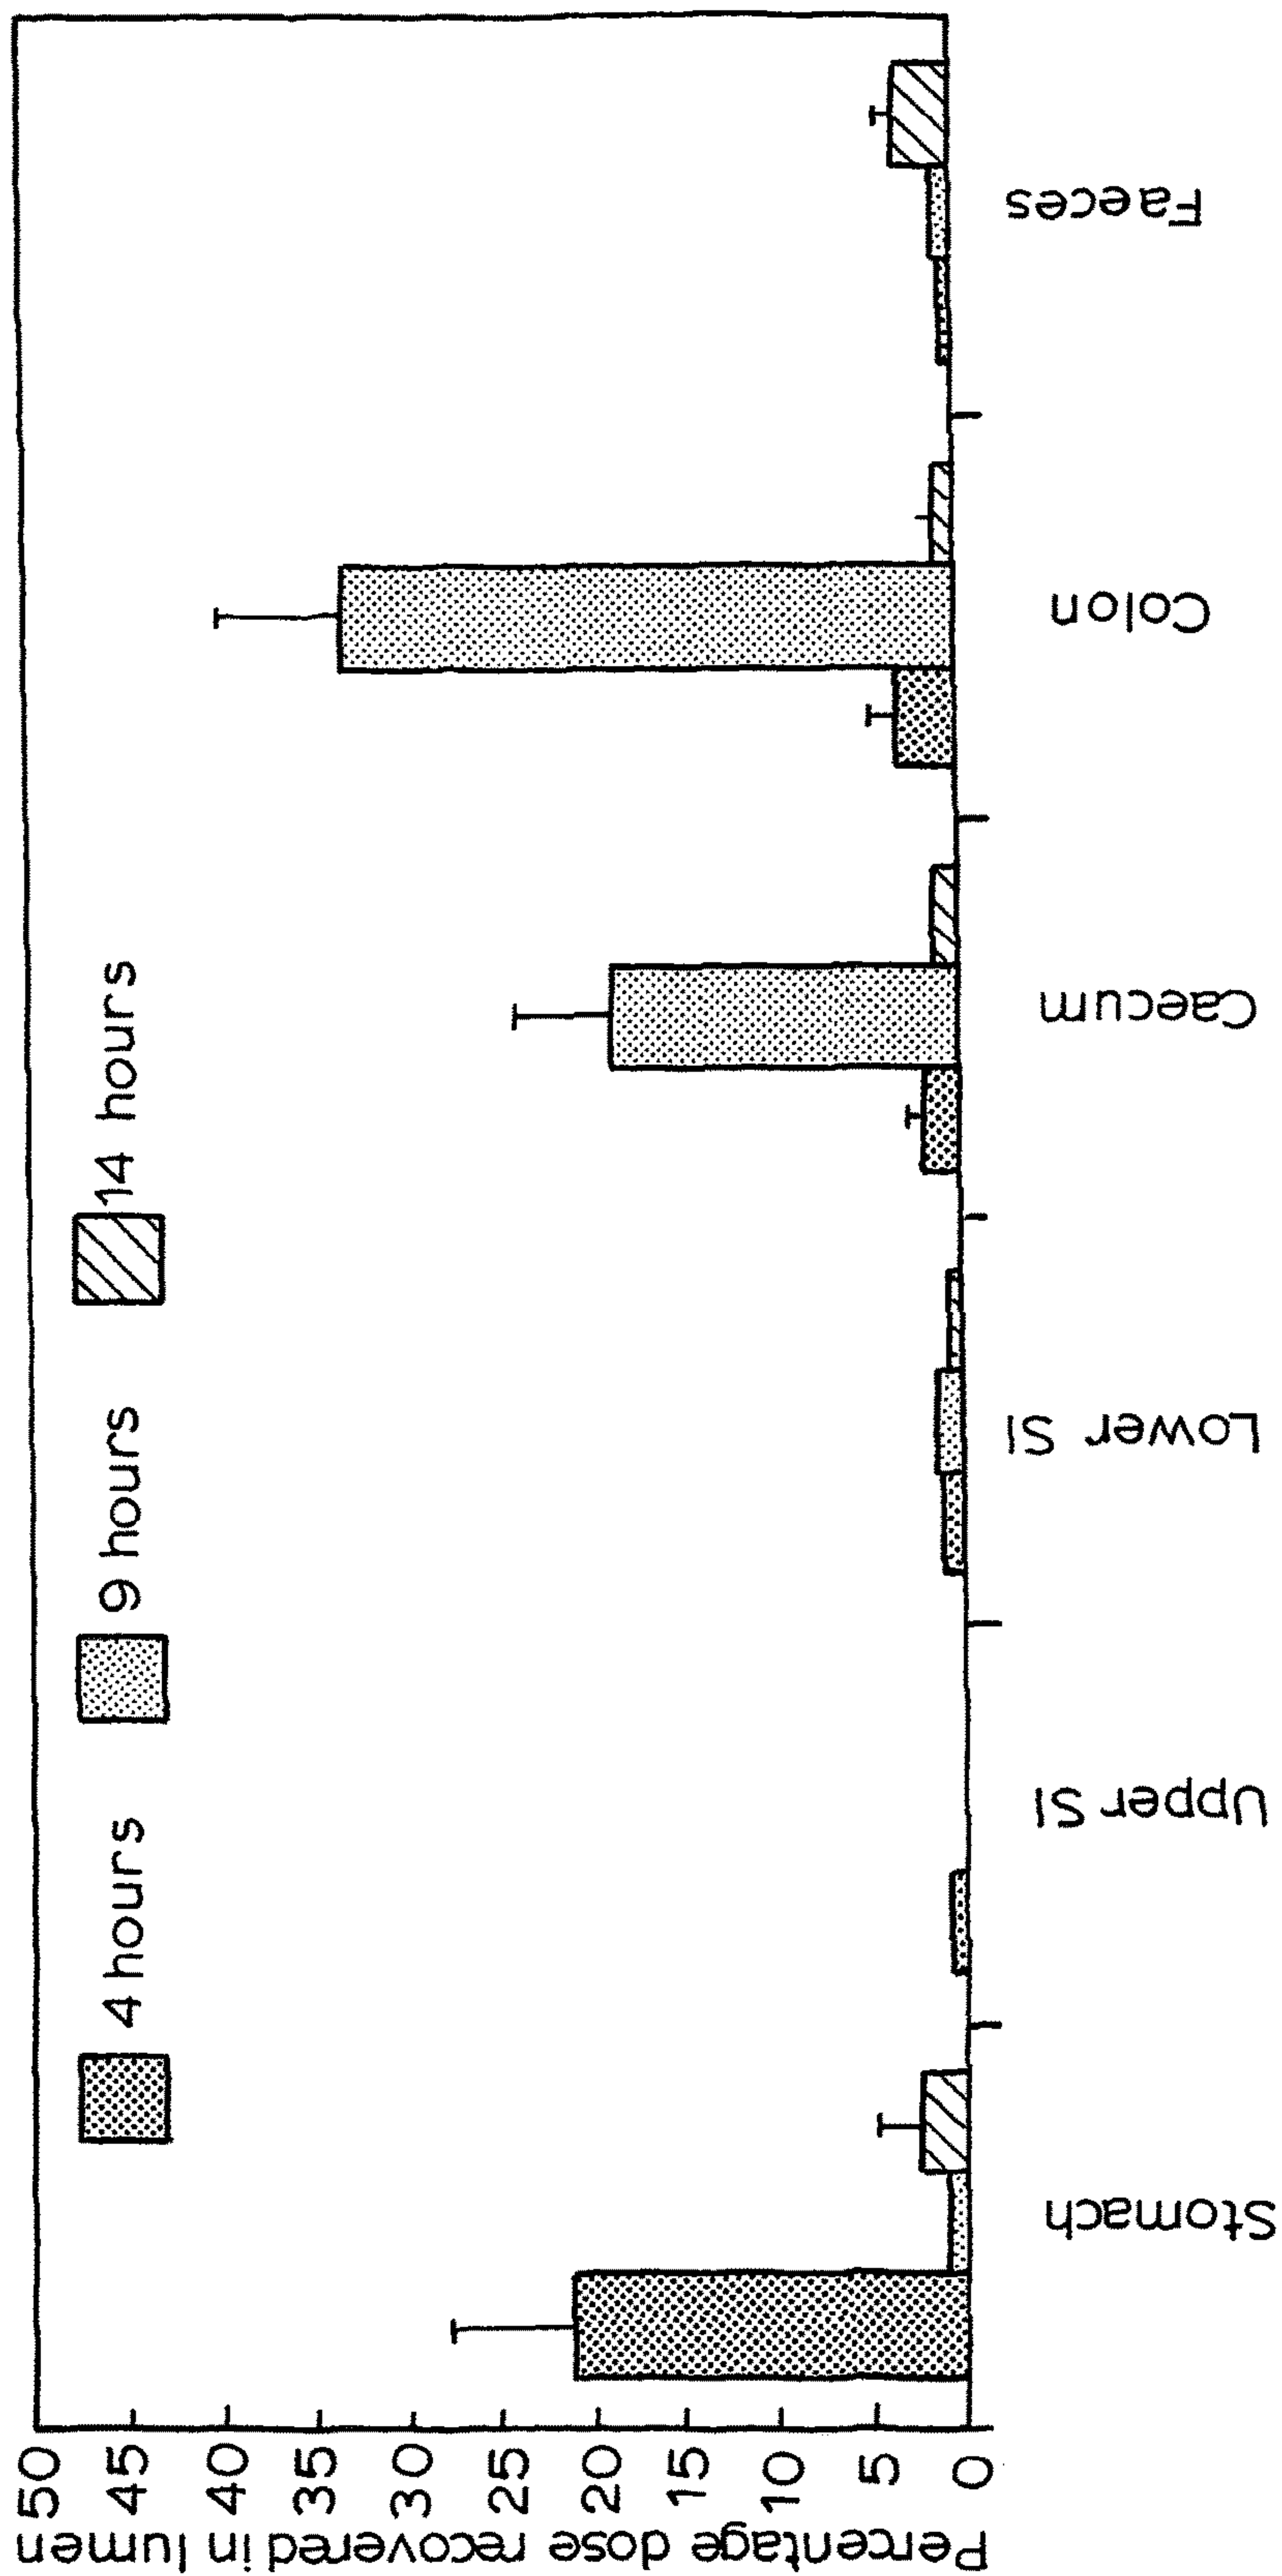 Percentage dose recovered in lumen
50
45
40
35
30
25
20
15
10
5
0
4 hours
9 hours
14 hours
Stomach
Upper SI
Lower SI
Caecum
Colon
Faeces